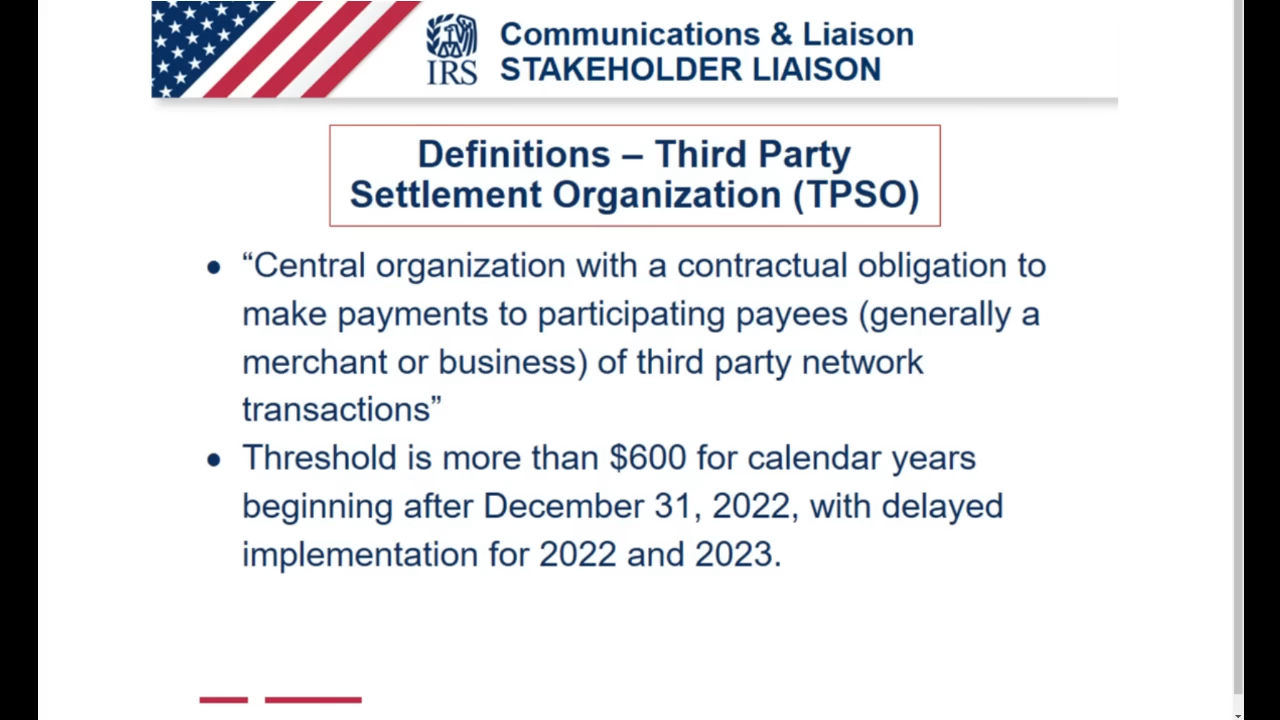 IRS
Communications & Liaison
STAKEHOLDER LIAISON
Definitions – Third Party
Settlement Organization (TPSO)
● “Central organization with a contractual obligation to
make payments to participating payees (generally a
merchant or business) of third party network
transactions”
● Threshold is more than $600 for calendar years
beginning after December 31, 2022, with delayed
implementation for 2022 and 2023.